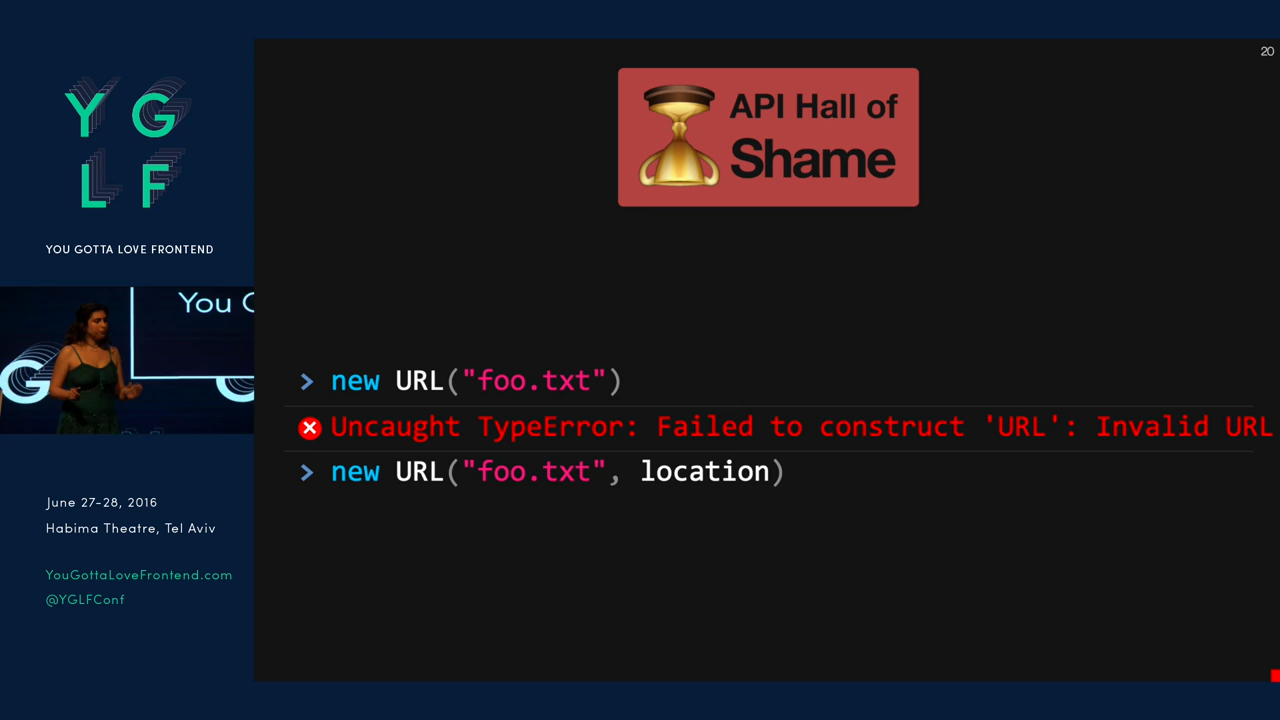 Y G
L F
YOU GOTTA LOVE FRONTEND
You
G
June 27-28, 2016
Habima Theatre, Tel Aviv
YouGottaLoveFrontend.com
@YGLFConf
20
API Hall of
Shame
> new URL("foo.txt")
Uncaught TypeError: Failed to construct 'URL': Invalid URL
> new URL("foo.txt", location)